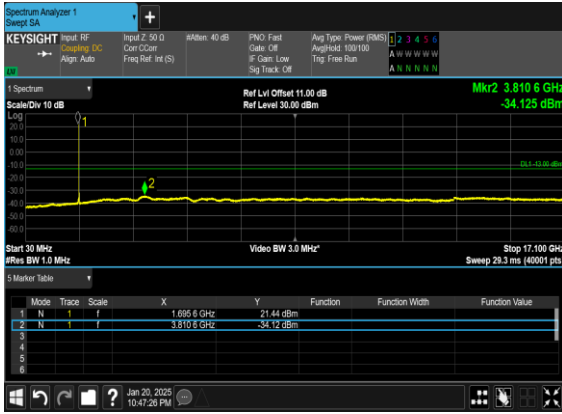 Spectrum Analyzer 1
Swept SA
KEYSIGHT Input: RF Input Z: 50 Ω #Atten: 40 dB PNO: Fast Avg Type: Power (RMS) 1 2 3 4 5 6
Coupling: DC Corr CCorr Gate: Off Avg|Hold: 100/100 A W W W W W
Align: Auto Freq Ref: Int (S) IF Gain: Low Trig: Free Run
Sig Track: Off A N N N N N
1 Spectrum
Ref Lvl Offset 11.00 dB Mkr2 3.810 6 GHz
Scale/Div 10 dB Ref Level 30.00 dBm -34.125 dBm
Log
1
20.0
10.0
0.00
-10.0
DL1 -13.00 dBm
-20.0
2
-30.0
-40.0
-50.0
-60.0
Start 30 MHz Video BW 3.0 MHz* Stop 17.100 GHz
#Res BW 1.0 MHz Sweep 29.3 ms (40001 pts)
5 Marker Table
Mode Trace Scale X Y Function Function Width Function Value
1 N 1 f 1.695 6 GHz 21.44 dBm
2 N 1 f 3.810 6 GHz -34.12 dBm
3
4
5
6
Jan 20, 2025
10:47:26 PM